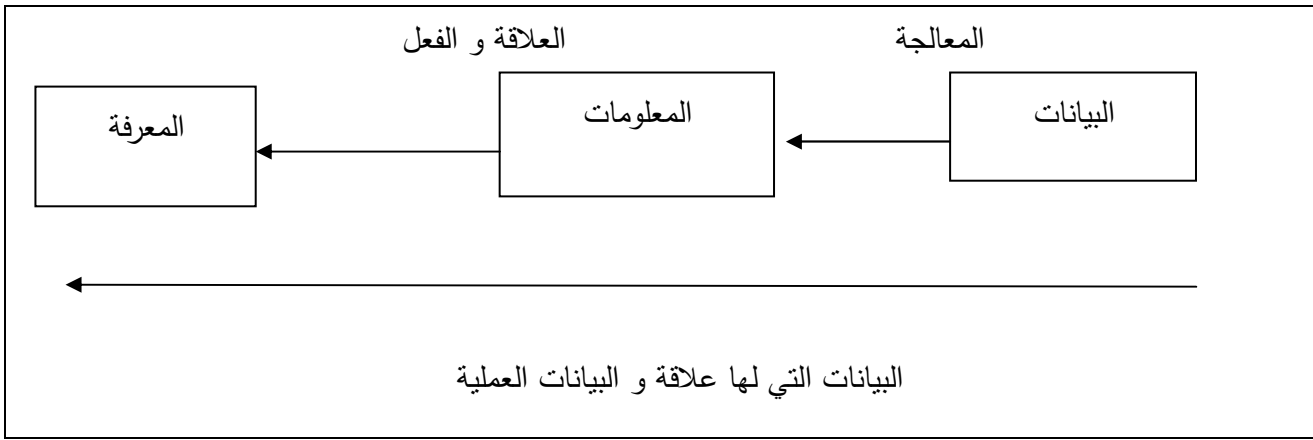 المعالجة
العلاقة و الفعل
البيانات
المعلومات
المعرفة
البيانات التي لها علاقة و البيانات العملية